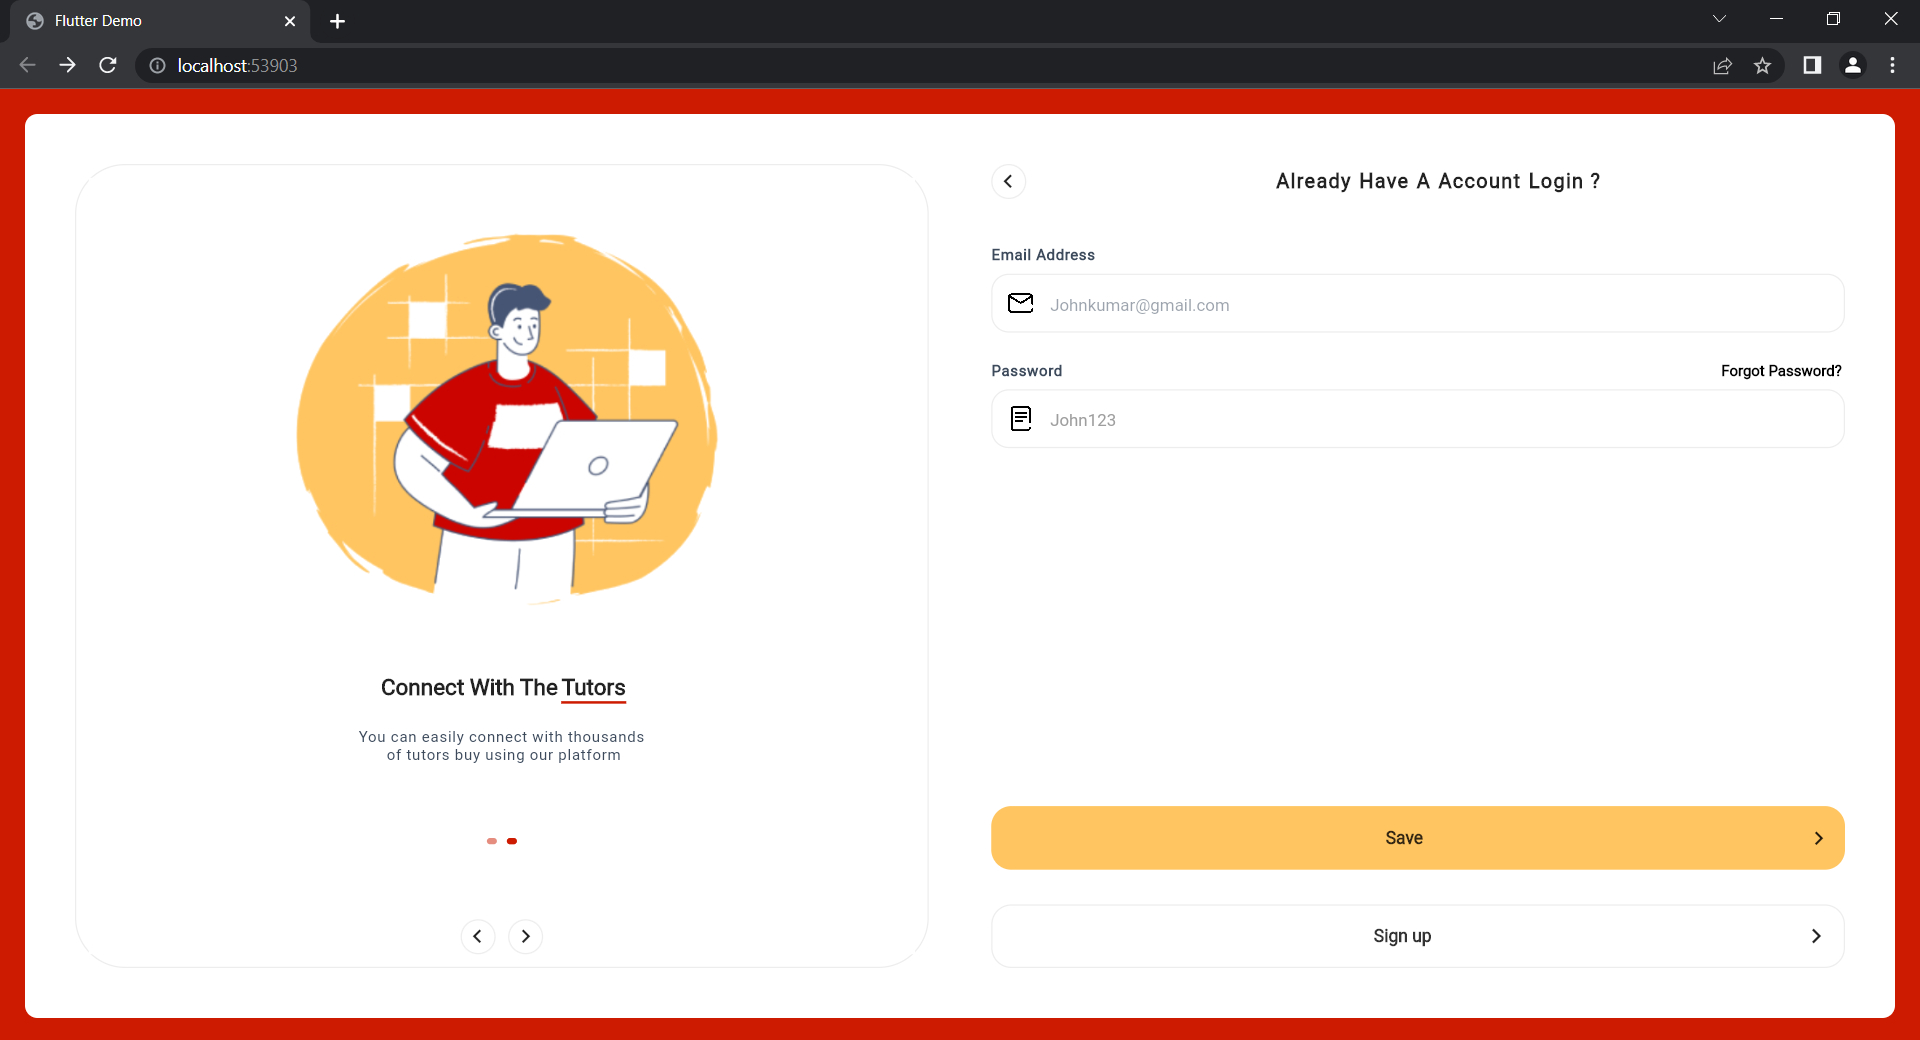 Flutter Demo
localhost:53903
Connect With The Tutors
You can easily connect with thousands
of tutors buy using our platform
Already Have A Account Login ?
Email Address
Johnkumar@gmail.com
Password
Forgot Password?
John123
Save
Sign up